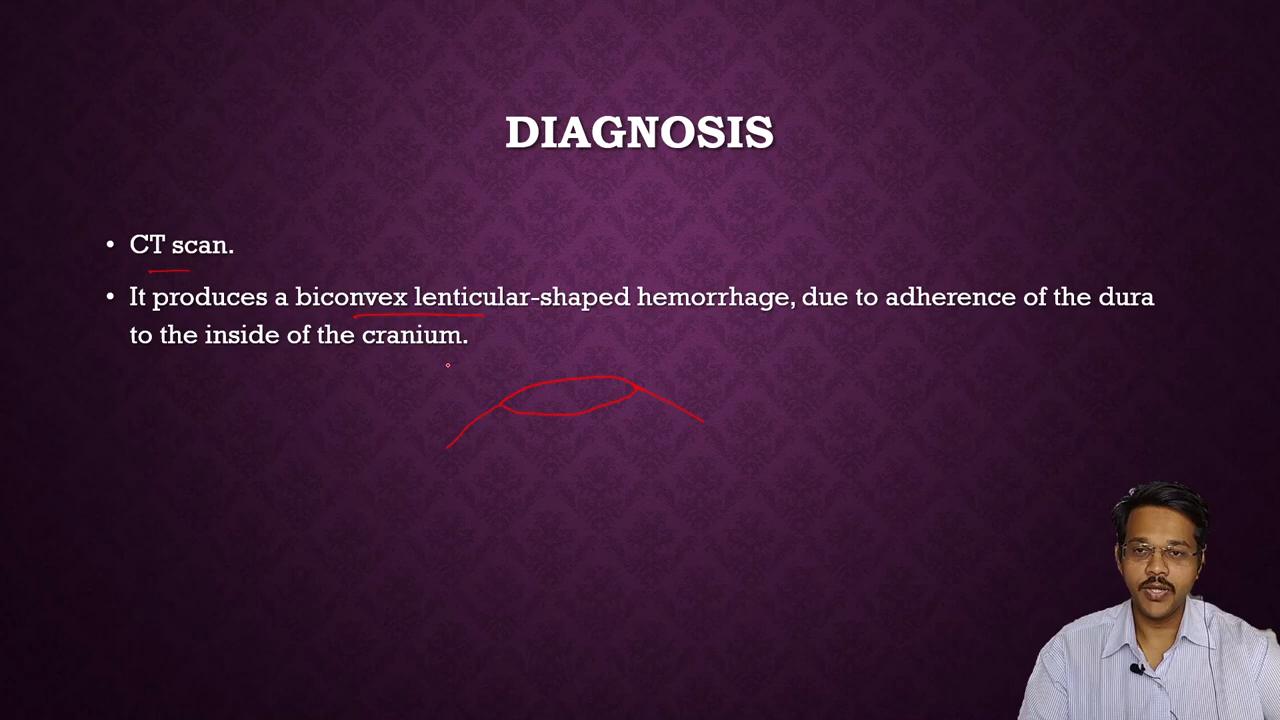 DIAGNOSIS
• CT scan.
• It produces a biconvex lenticular-shaped hemorrhage, due to adherence of the dura
to the inside of the cranium.